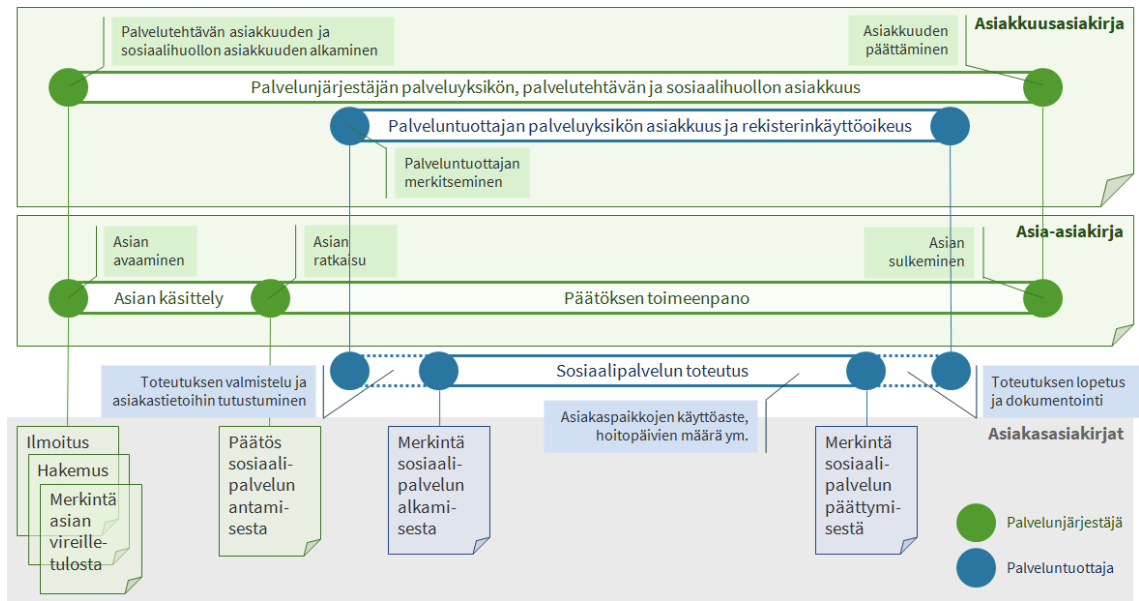 Asiakkuusasiakirja
Palvelutehtävän asiakkuuden ja
sosiaalihuollon asiakkuuden alkaminen
Asiakkuuden
päättäminen
Palvelunjärjestäjän palveluyksikön, palvelutehtävän ja sosiaalihuollon asiakkuus
Palveluntuottajan palveluyksikön asiakkuus ja rekisterinkäyttöoikeus
Palveluntuottajan
merkitseminen
Asia-asiakirja
Asian
avaaminen
Asian
ratkaisu
Asian
sulkeminen
Asian käsittely
Päätöksen toimeenpano
Sosiaalipalvelun toteutus
Toteutuksen valmistelu ja
asiakastietoihin tutustuminen
Asiakaspaikkojen käyttöaste,
hoitopäivien määrä ym.
Toteutuksen lopetus
ja dokumentointi
Asiakasasiakirjat
Ilmoitus
Hakemus
Merkintä
asian
vireille-
tulosta
Päätös
sosiaali-
palvelun
antami-
sesta
Merkintä
sosiaali-
palvelun
alkami-
sesta
Merkintä
sosiaali-
palvelun
päättymi-
sestä
Palvelunjärjestäjä
Palveluntuottaja